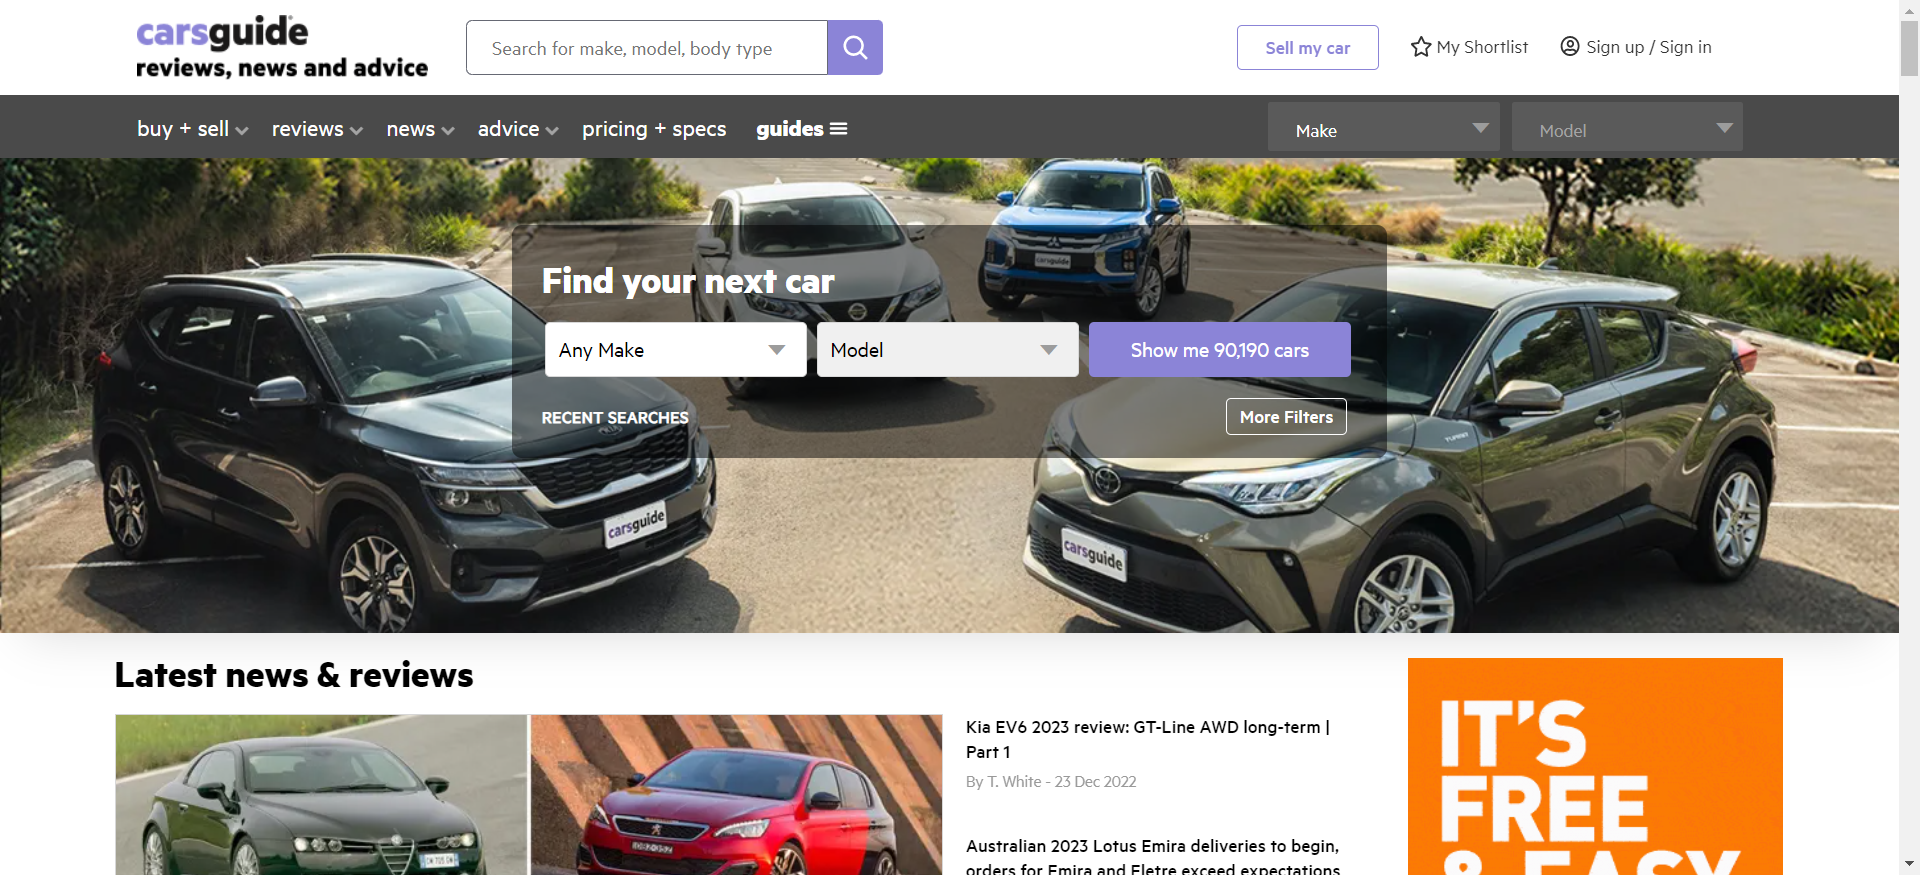 carsguide
reviews, news and advice
Search for make, model, body type
Sell my car
My Shortlist
Sign up / Sign in
buy + sell
reviews
news
advice
pricing + specs
guides
Make
Model
Find your next car
Any Make
Model
Show me 90,190 cars
RECENT SEARCHES
More Filters
carsguide
carsguide
carsguide
Latest news & reviews
Kia EV6 2023 review: GT-Line AWD long-term |
Part 1
By T. White - 23 Dec 2022
Australian 2023 Lotus Emira deliveries to begin,
orders for Emira and Eletre exceed expectations
IT'S
FREE
& EASY